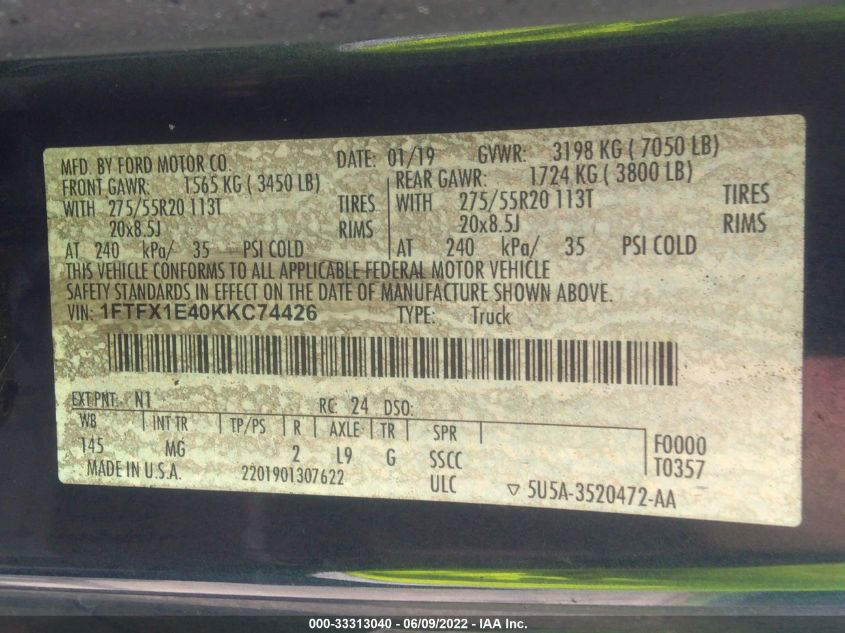 MFD. BY FORD MOTOR CO. DATE: 01/19 GVWR: 3198 KG ( 7050 LB)
FRONT GAWR: 1565 KG ( 3450 LB) REAR GAWR: 1724 KG ( 3800 LB)
WITH 275/55R20 113T TIRES WITH 275/55R20 113T TIRES
20x8.5J RIMS 20x8.5J RIMS
AT 240 kPa/ 35 PSI COLD AT 240 kPa/ 35 PSI COLD
THIS VEHICLE CONFORMS TO ALL APPLICABLE FEDERAL MOTOR VEHICLE
SAFETY STANDARDS IN EFFECT ON THE DATE OF MANUFACTURE SHOWN ABOVE.
VIN: 1FTFX1E40KKC74426 TYPE: Truck
EXT PNT: N1 RC: 24 DSO:
WB INT TR TP/PS R AXLE TR SPR F0000
145 MG 2 L9 G SSCC T0357
MADE IN U.S.A. 2201901307622 ULC ▽ 5U5A-3520472-AA
000-33313040 - 06/09/2022 - IAA Inc.